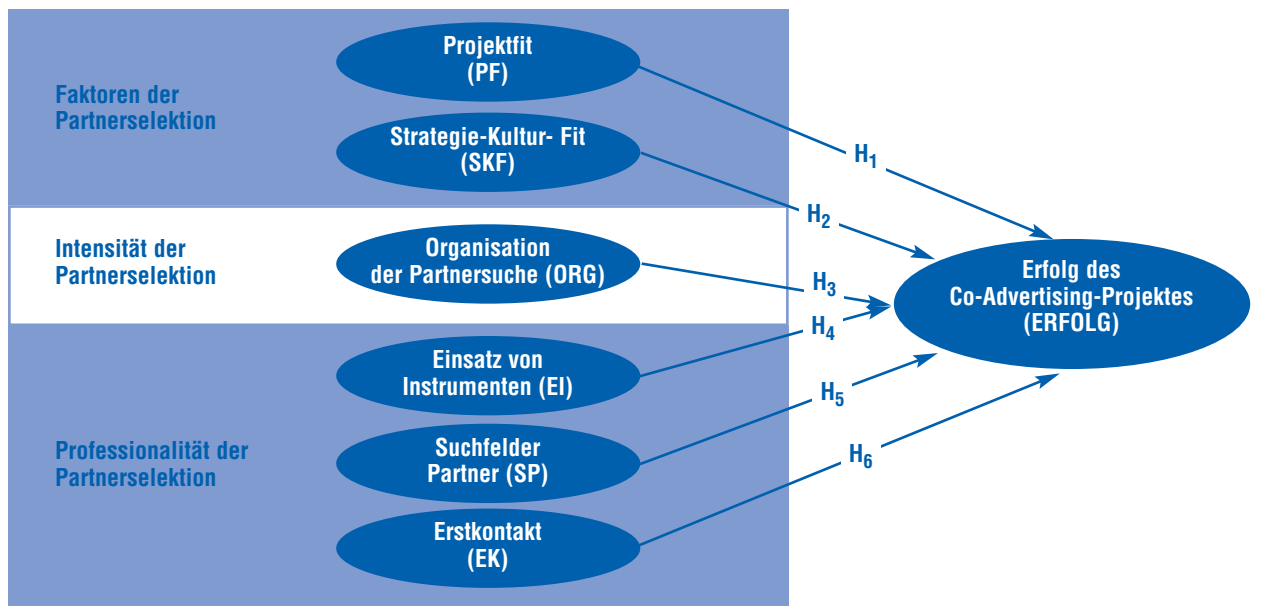 Faktoren der
Partnerselektion
Projektfit
(PF)
Strategie-Kultur- Fit
(SKF)
Intensität der
Partnerselektion
Organisation
der Partnersuche (ORG)
Professionalität der
Partnerselektion
Einsatz von
Instrumenten (EI)
Suchfelder
Partner (SP)
Erstkontakt
(EK)
H1
H2
H3
H4
H5
H6
Erfolg des
Co-Advertising-Projektes
(ERFOLG)